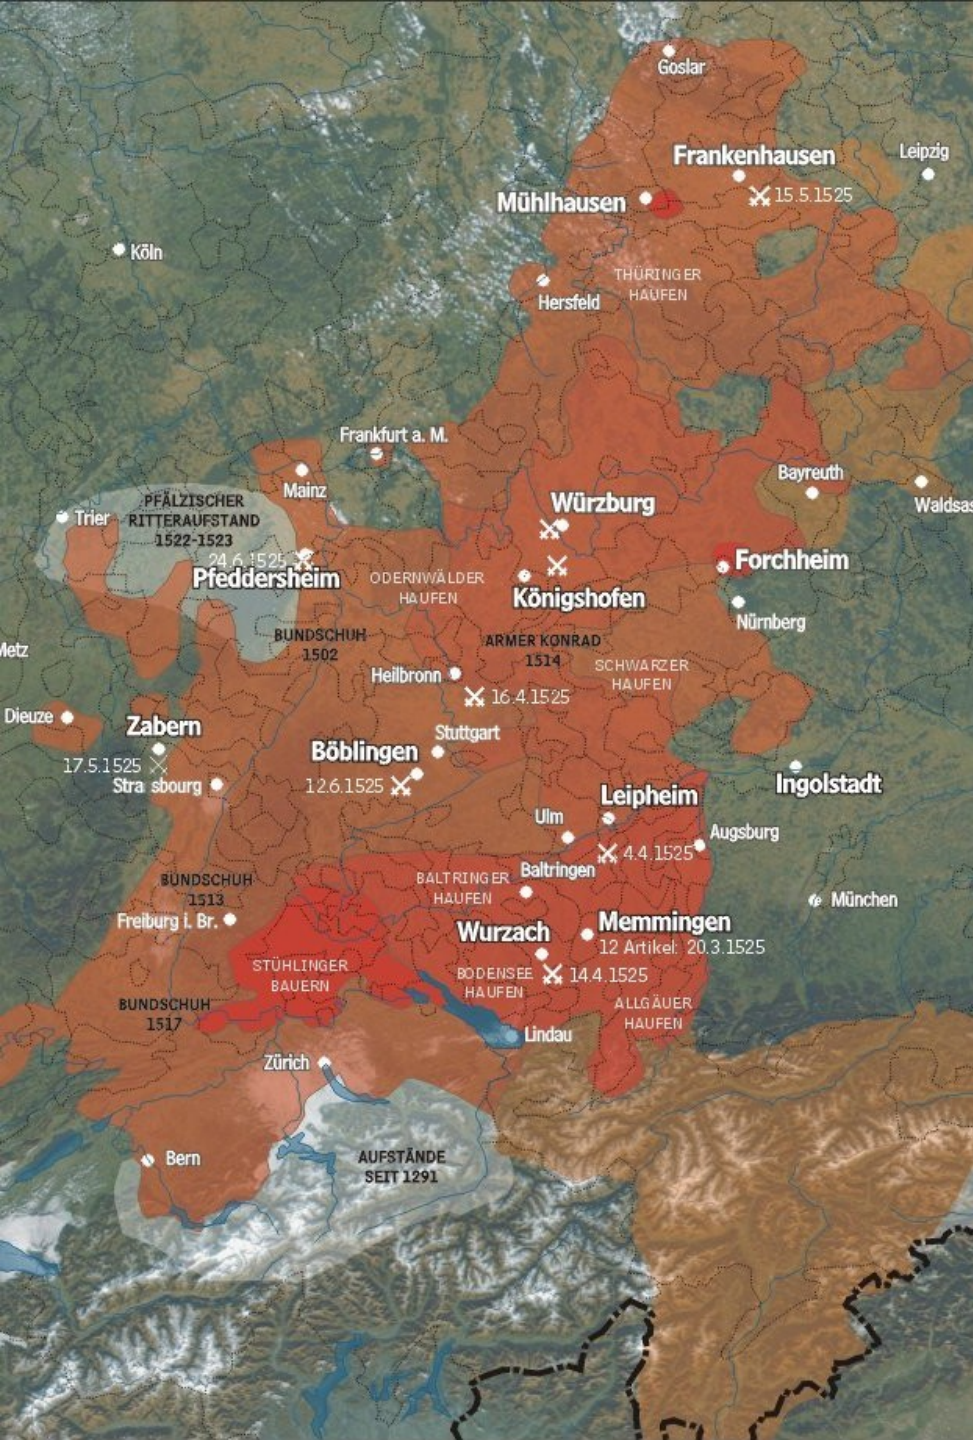 Goslar
Frankenhausen
Leipzig
15.5.1525
Mühlhausen
Köln
THÜRINGER
HAUFEN
Hersfeld
Frankfurt a. M.
Mainz
Bayreuth
Waldsas
PFÄLZISCHER
RITTERAUFSTAND
1522-1523
Trier
Würzburg
24.6.1525
Pfeddersheim
ODERNWÄLDER
HAUFEN
Königshofen
Forchheim
Nürnberg
BUNDSCHUH
1502
ARMER KONRAD
1514
Metz
Heilbronn
SCHWARZER
HAUFEN
16.4.1525
Dieuze
Zabern
17.5.1525
Stra sbourg
Böblingen
Stuttgart
12.6.1525
Ingolstadt
Leipheim
Ulm
Augsburg
4.4.1525
Baltringen
BALTRINGER
HAUFEN
BUNDSCHUH
1513
München
Freiburg i. Br.
Wurzach
Memmingen
12 Artikel: 20.3.1525
STÜHLINGER
BAUERN
BODENSEE
HAUFEN
14.4.1525
BUNDSCHUH
1517
ALLGÄUER
HAUFEN
Lindau
Zürich
Bern
AUFSTÄNDE
SEIT 1291